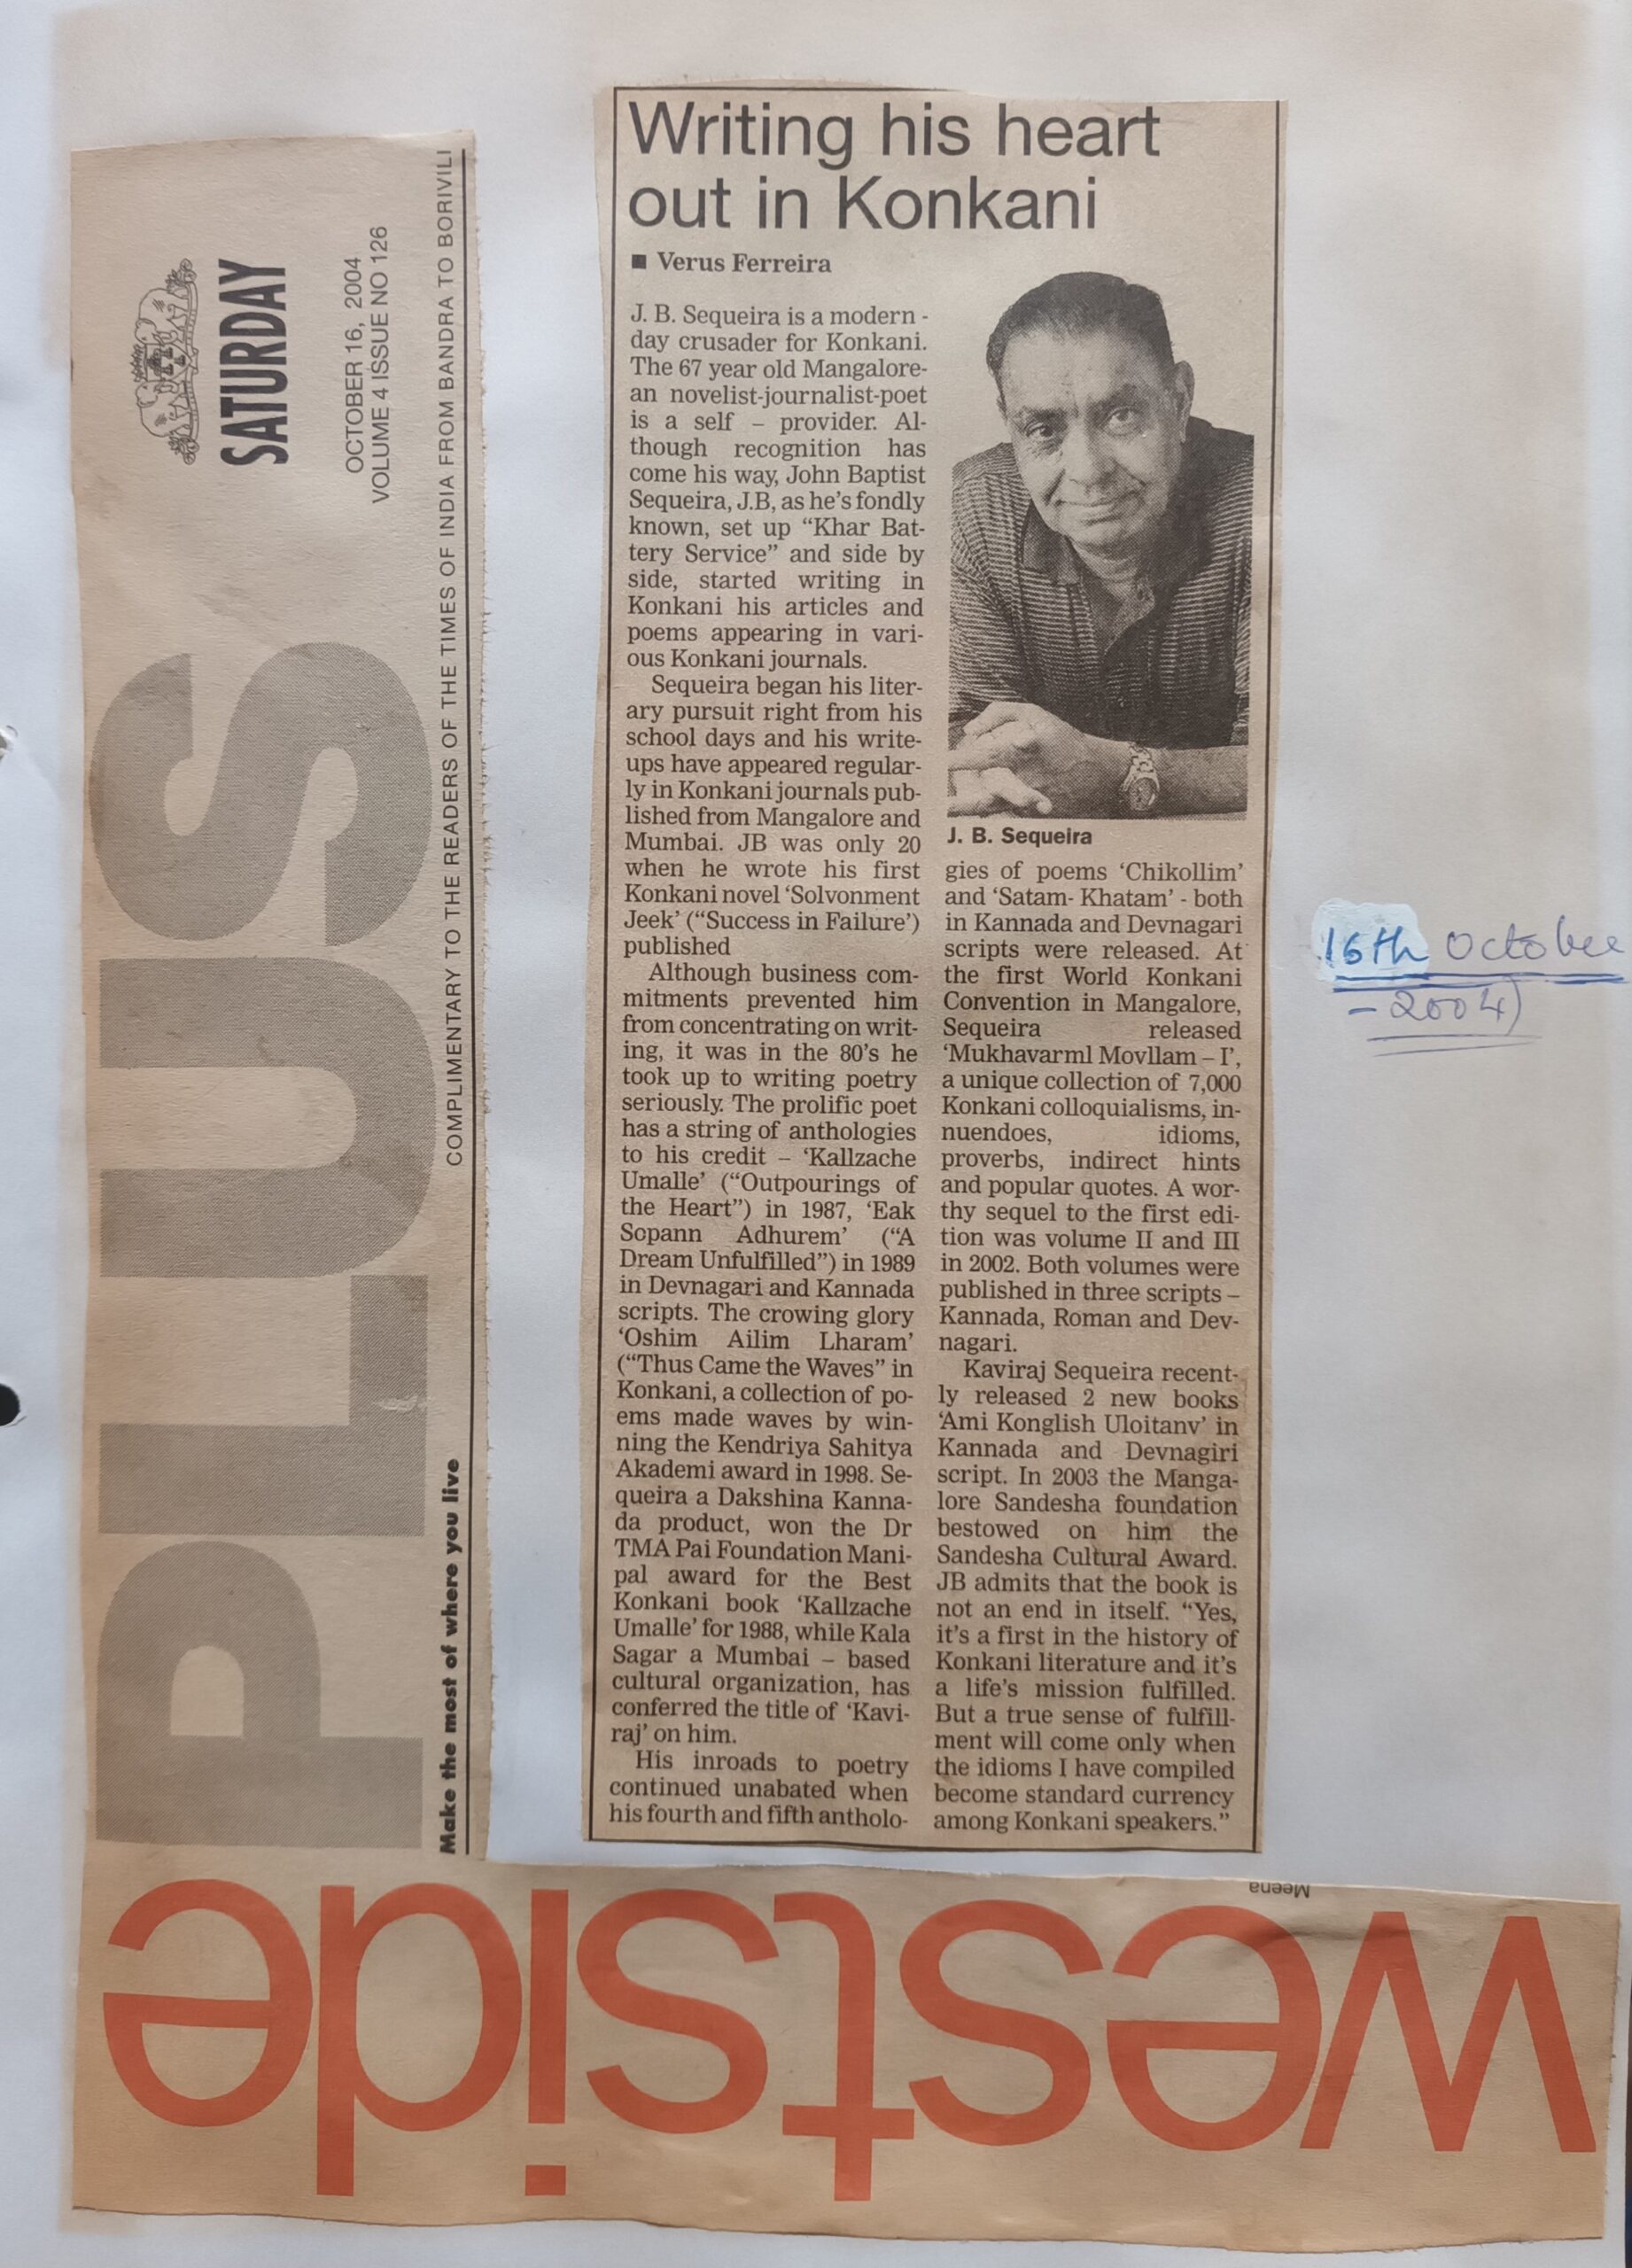 Writing his heart
out in Konkani
■ Verus Ferreira
J. B. Sequeira is a modern -
day crusader for Konkani.
The 67 year old Mangalore-
an novelist-journalist-poet
is a self – provider. Al-
though recognition has
come his way, John Baptist
Sequeira, J.B, as he's fondly
known, set up “Khar Bat-
tery Service” and side by
side, started writing in
Konkani his articles and
poems appearing in vari-
ous Konkani journals.
Sequeira began his liter-
ary pursuit right from his
school days and his write-
ups have appeared regular-
ly in Konkani journals pub-
lished from Mangalore and
Mumbai. JB was only 20
when he wrote his first
Konkani novel ‘Solvonment
Jeek’ (“Success in Failure’)
published
Although business com-
mitments prevented him
from concentrating on writ-
ing, it was in the 80's he
took up to writing poetry
seriously. The prolific poet
has a string of anthologies
to his credit – ‘Kallzache
Umalle’ (“Outpourings of
the Heart”) in 1987, ‘Eak
Sopann Adhurem’ (“A
Dream Unfulfilled”) in 1989
in Devnagari and Kannada
scripts. The crowing glory
‘Oshim Ailim Lharam’
(“Thus Came the Waves” in
Konkani, a collection of po-
ems made waves by win-
ning the Kendriya Sahitya
Akademi award in 1998. Se-
queira a Dakshina Kanna-
da product, won the Dr
TMA Pai Foundation Mani-
pal award for the Best
Konkani book ‘Kallzache
Umalle’ for 1988, while Kala
Sagar a Mumbai – based
cultural organization, has
conferred the title of ‘Kavi-
raj’ on him.
His inroads to poetry
continued unabated when
his fourth and fifth antholo-
J. B. Sequeira
gies of poems ‘Chikollim’
and ‘Satam- Khatam’ - both
in Kannada and Devnagari
scripts were released. At
the first World Konkani
Convention in Mangalore,
Sequeira released
‘Mukhavarml Movllam – I’,
a unique collection of 7,000
Konkani colloquialisms, in-
nuendoes, idioms,
proverbs, indirect hints
and popular quotes. A wor-
thy sequel to the first edi-
tion was volume II and III
in 2002. Both volumes were
published in three scripts –
Kannada, Roman and Dev-
nagari.
Kaviraj Sequeira recent-
ly released 2 new books
‘Ami Konglish Uloitanv’ in
Kannada and Devnagiri
script. In 2003 the Manga-
lore Sandesha foundation
bestowed on him the
Sandesha Cultural Award.
JB admits that the book is
not an end in itself. “Yes,
it's a first in the history of
Konkani literature and it's
a life's mission fulfilled.
But a true sense of fulfill-
ment will come only when
the idioms I have compiled
become standard currency
among Konkani speakers.”
16th October
- 2004)
PLUS
SATURDAY
OCTOBER 16, 2004
VOLUME 4 ISSUE NO 126
Make the most of where you live
COMPLIMENTARY TO THE READERS OF THE TIMES OF INDIA FROM BANDRA TO BORIVILI
Meena
westside